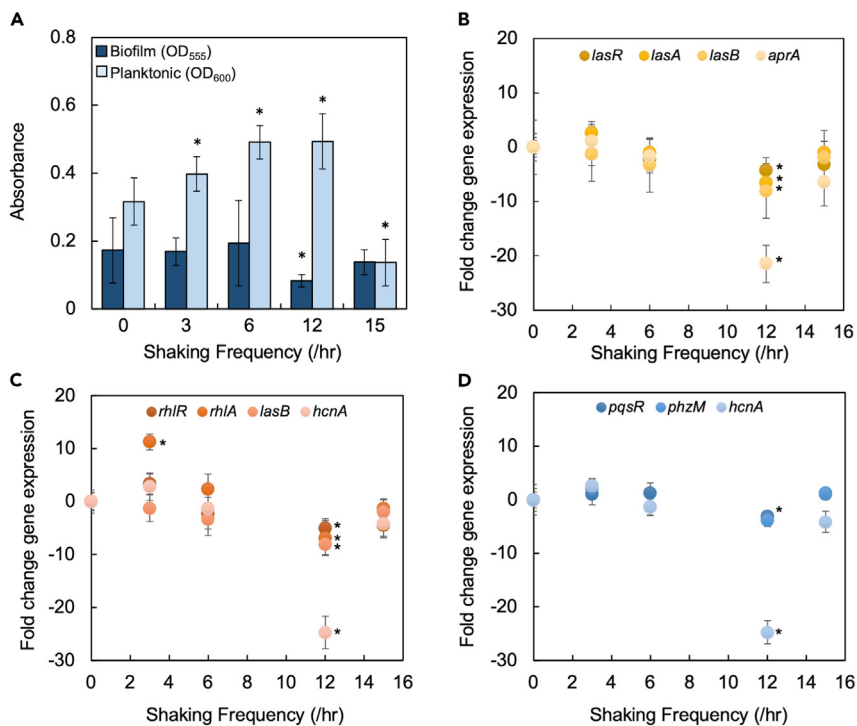 A
Absorbance
0.8
0.6
0.4
0.2
0
Biofilm (OD555)
Planktonic (OD600)
*
*
*
*
*
0 3 6 12 15
Shaking Frequency (/hr)
B
Fold change gene expression
20
10
0
-10
-20
-30
lasR lasA lasB aprA
*
*
*
*
0 2 4 6 8 10 12 14 16
Shaking Frequency (/hr)
C
Fold change gene expression
20
10
0
-10
-20
-30
rhlR rhlA lasB hcnA
*
*
*
*
*
0 2 4 6 8 10 12 14 16
Shaking Frequency (/hr)
D
Fold change gene expression
20
10
0
-10
-20
-30
pqsR phzM hcnA
*
*
0 2 4 6 8 10 12 14 16
Shaking Frequency (/hr)